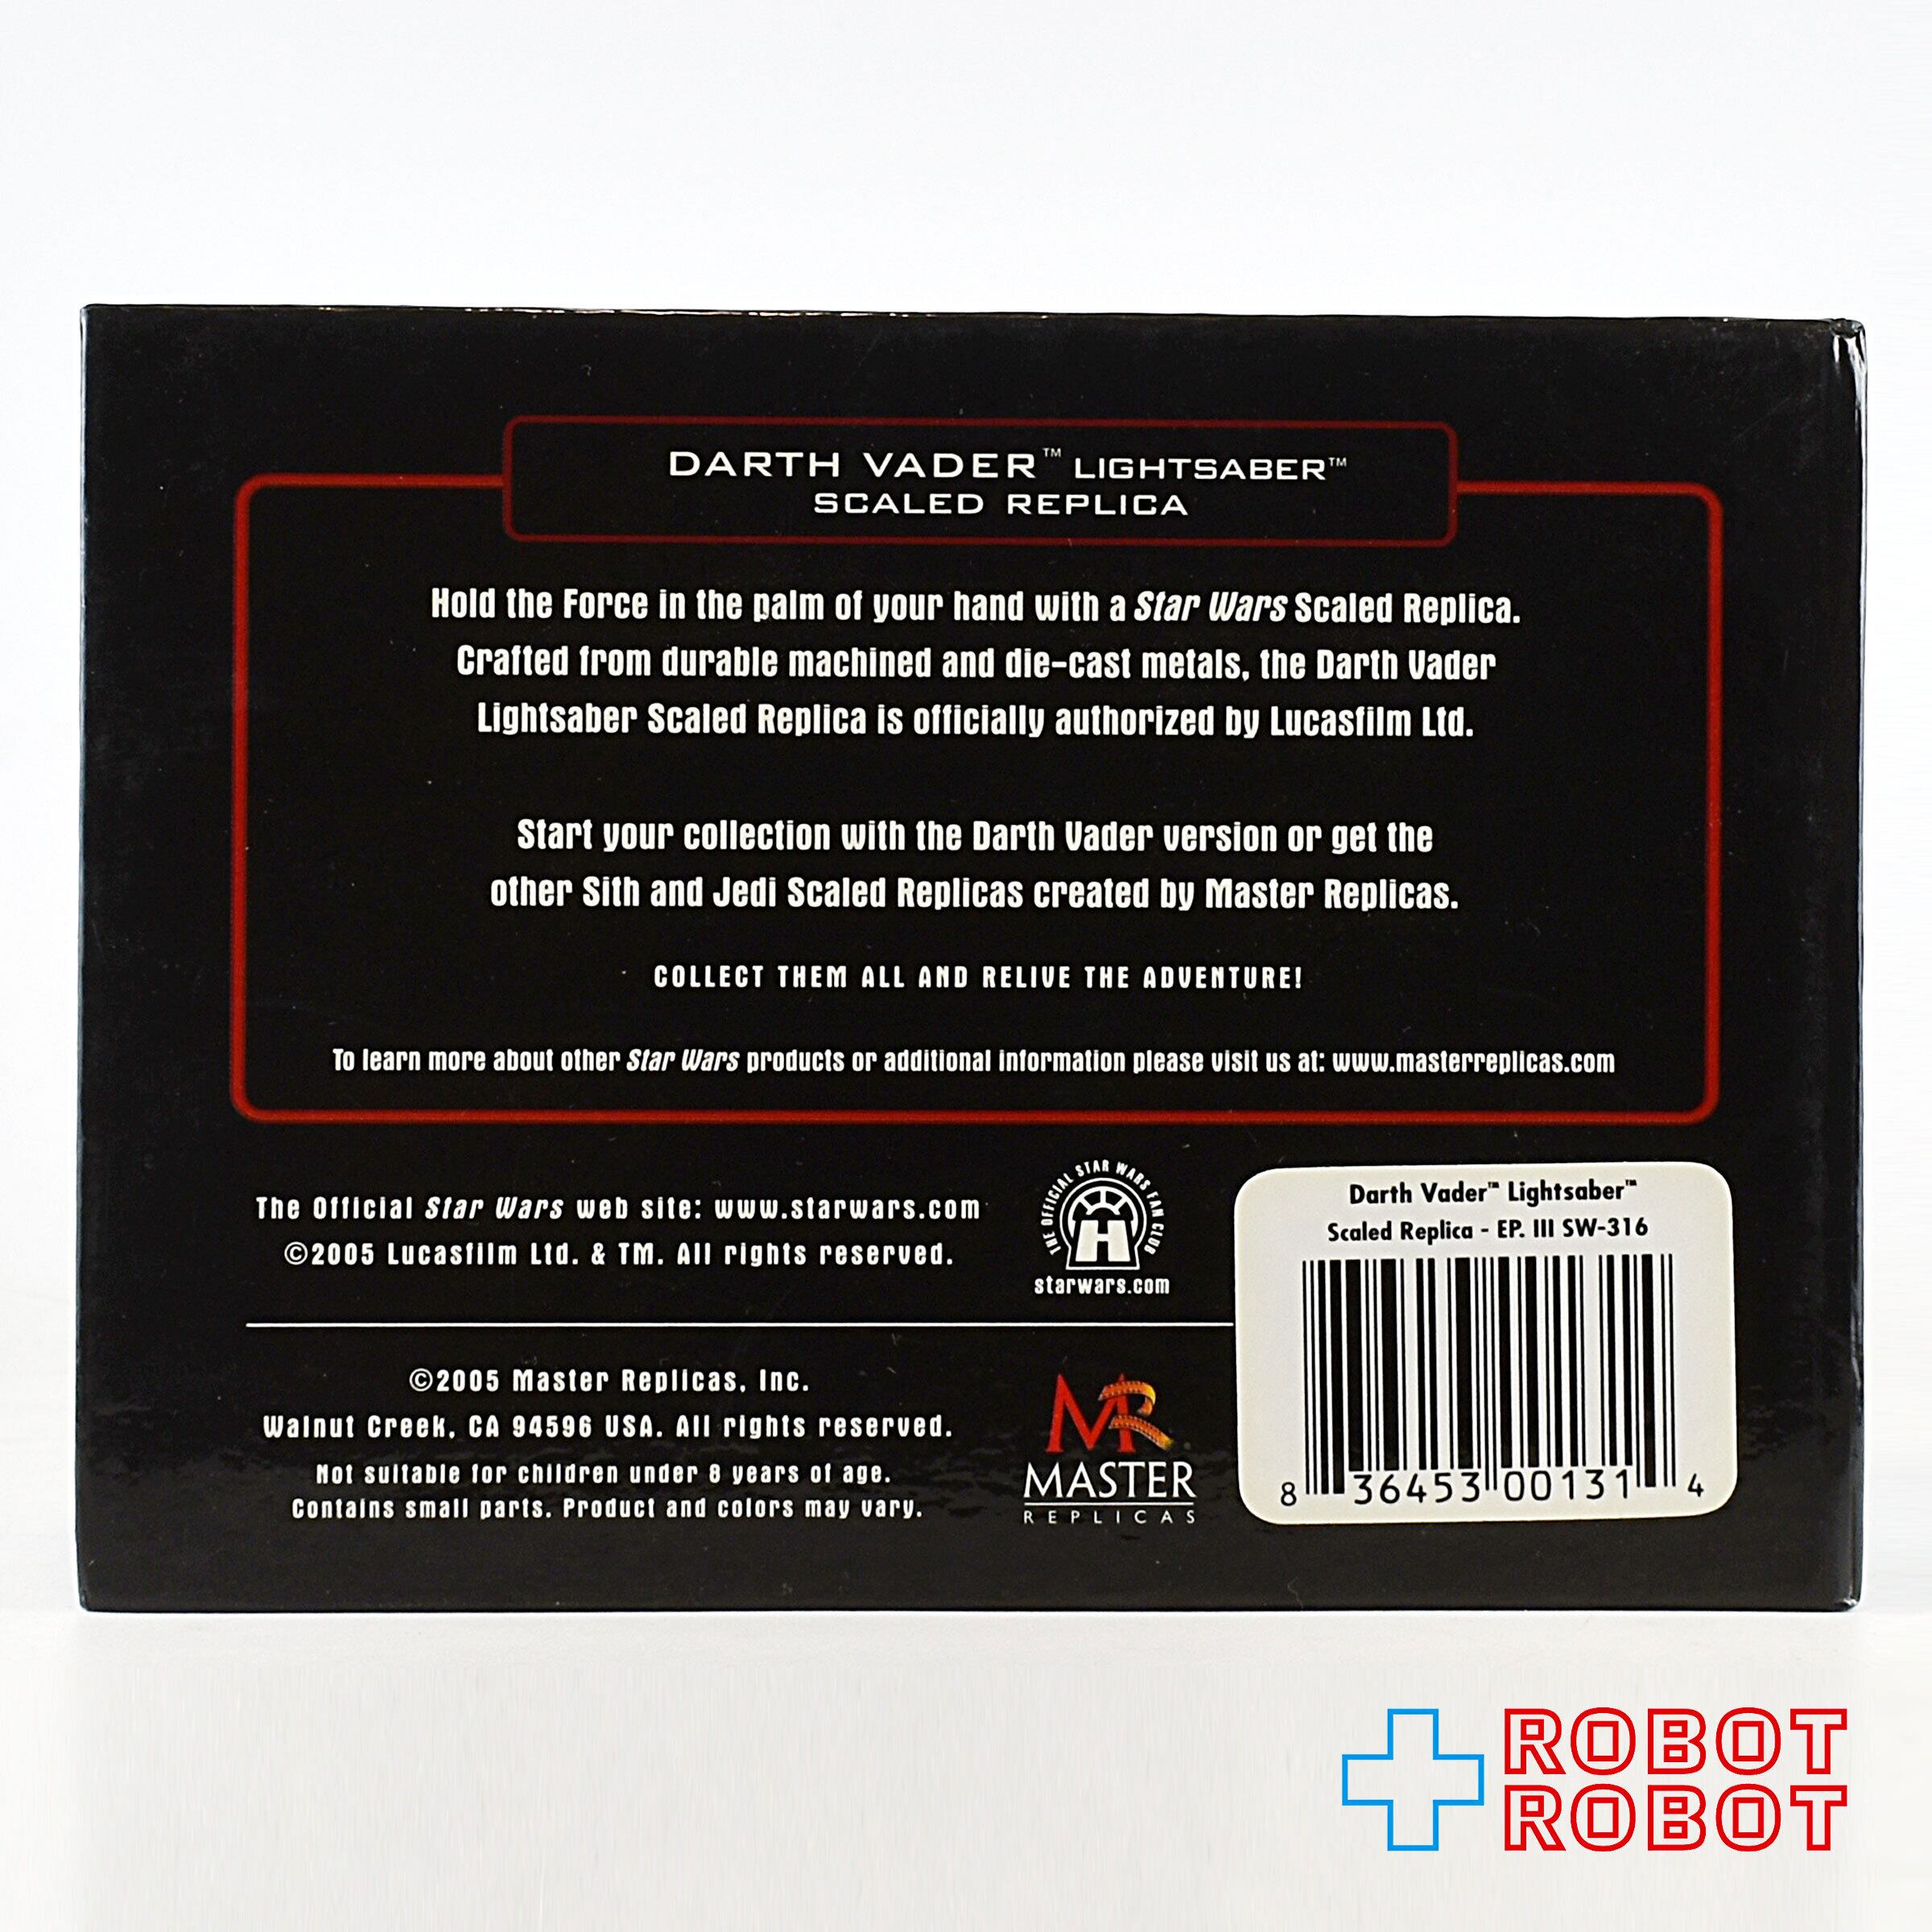 DARTH VADER™ LIGHTSABER™
SCALED REPLICA
Hold the Force in the palm of your hand with a Star Wars Scaled Replica.
Crafted from durable machined and die-cast metals, the Darth Vader
Lightsaber Scaled Replica is officially authorized by Lucasfilm Ltd.
Start your collection with the Darth Vader version or get the
other Sith and Jedi Scaled Replicas created by Master Replicas.
COLLECT THEM ALL AND RELIVE THE ADVENTURE!
To learn more about other Star Wars products or additional information please visit us at: www.masterreplicas.com
The Official Star Wars web site: www.starwars.com
©2005 Lucasfilm Ltd. & TM. All rights reserved.
THE OFFICIAL STAR WARS FAN CLUB
starwars.com
©2005 Master Replicas, Inc.
Walnut Creek, CA 94596 USA. All rights reserved.
Not suitable for children under 8 years of age.
Contains small parts. Product and colors may vary.
MR
MASTER
REPLICAS
Darth Vader™ Lightsaber™
Scaled Replica - EP. III SW-316
8 36453 00131 4
ROBOT
ROBOT